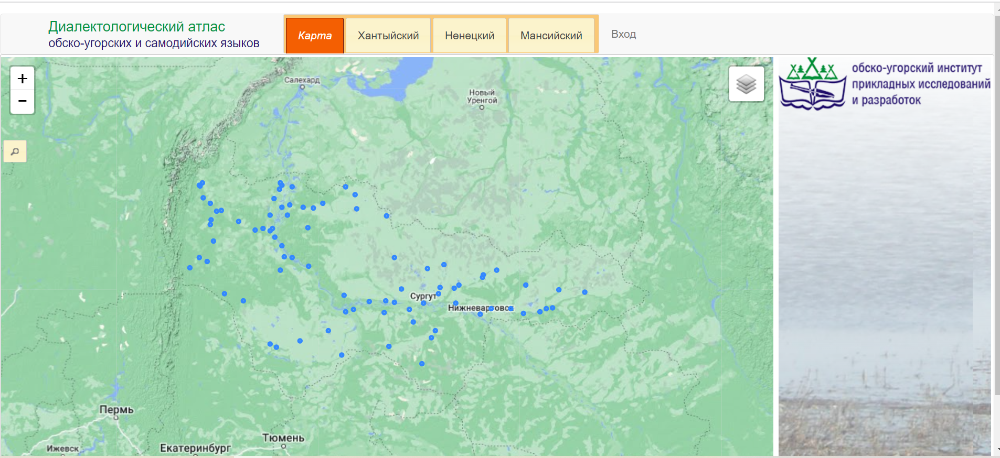 Диалектологический атлас
обско-угорских и самодийских языков
Карта
Хантыйский
Ненецкий
Мансийский
Вход
+
−
обско-угорский институт
прикладных исследований
и разработок
Салехард
Новый
Уренгой
Сургут
Нижневартовск
Пермь
Тюмень
Ижевск
Екатеринбург